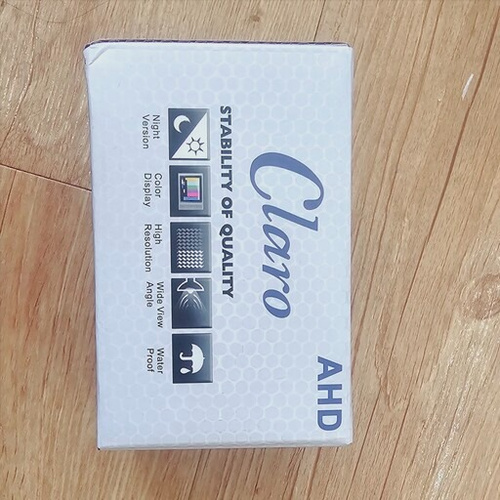 AHD
Claro
STABILITY OF QUALITY
Night
Version
Color
Display
High
Resolution
Wide View
Angle
Water
Proof